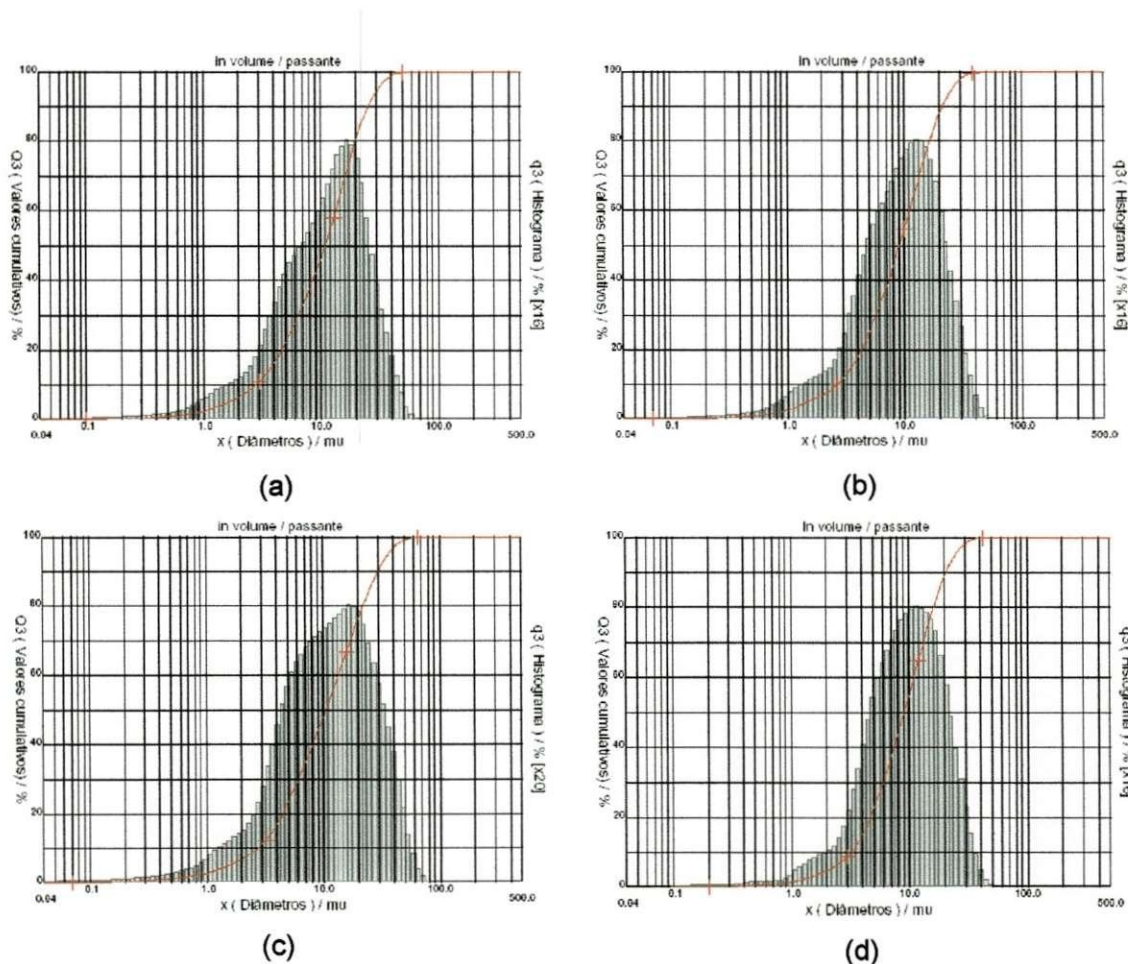 in volume / passante
100
80
60
40
20
0
Q3 ( Valores cumulativos) / %
q3 ( Histograma ) / % [x16]
0.04 0.1 1.0 10.0 100.0 500.0
x ( Diâmetros ) / mu
(a)
in volume / passante
100
80
60
40
20
0
Q3 ( Valores cumulativos) / %
q3 ( Histograma ) / % [x16]
0.04 0.1 1.0 10.0 100.0 500.0
x ( Diâmetros ) / mu
(b)
in volume / passante
100
80
60
40
20
0
Q3 ( Valores cumulativos) / %
q3 ( Histograma ) / % [x20]
0.04 0.1 1.0 10.0 100.0 500.0
x ( Diâmetros ) / mu
(c)
in volume / passante
100
80
60
40
20
0
Q3 ( Valores cumulativos) / %
q3 ( Histograma ) / %
0.04 0.1 1.0 10.0 100.0 500.0
x ( Diâmetros ) / mu
(d)